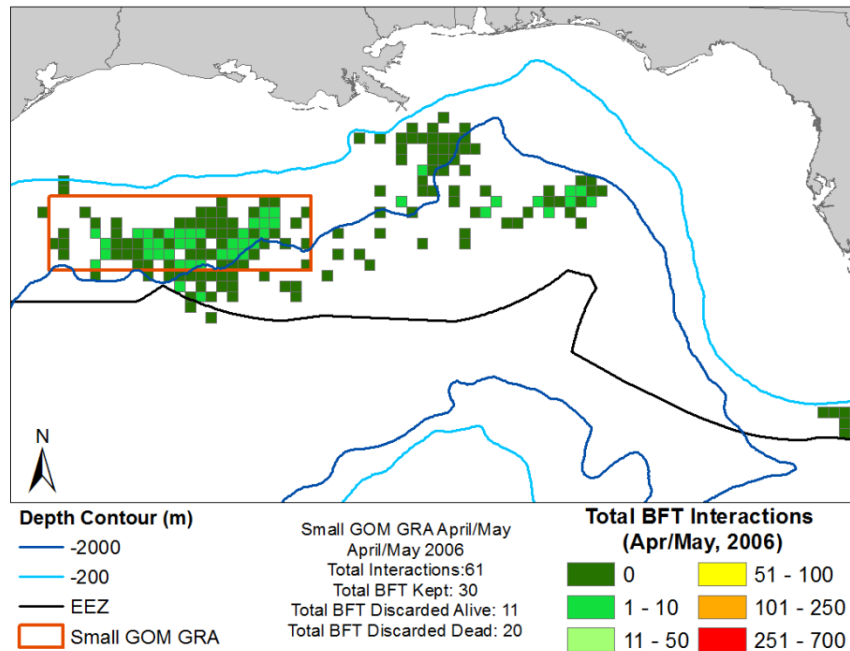 N
Depth Contour (m)
-2000
-200
EEZ
Small GOM GRA
Small GOM GRA April/May
April/May 2006
Total Interactions:61
Total BFT Kept: 30
Total BFT Discarded Alive: 11
Total BFT Discarded Dead: 20
Total BFT Interactions
(Apr/May, 2006)
0
1 - 10
11 - 50
51 - 100
101 - 250
251 - 700